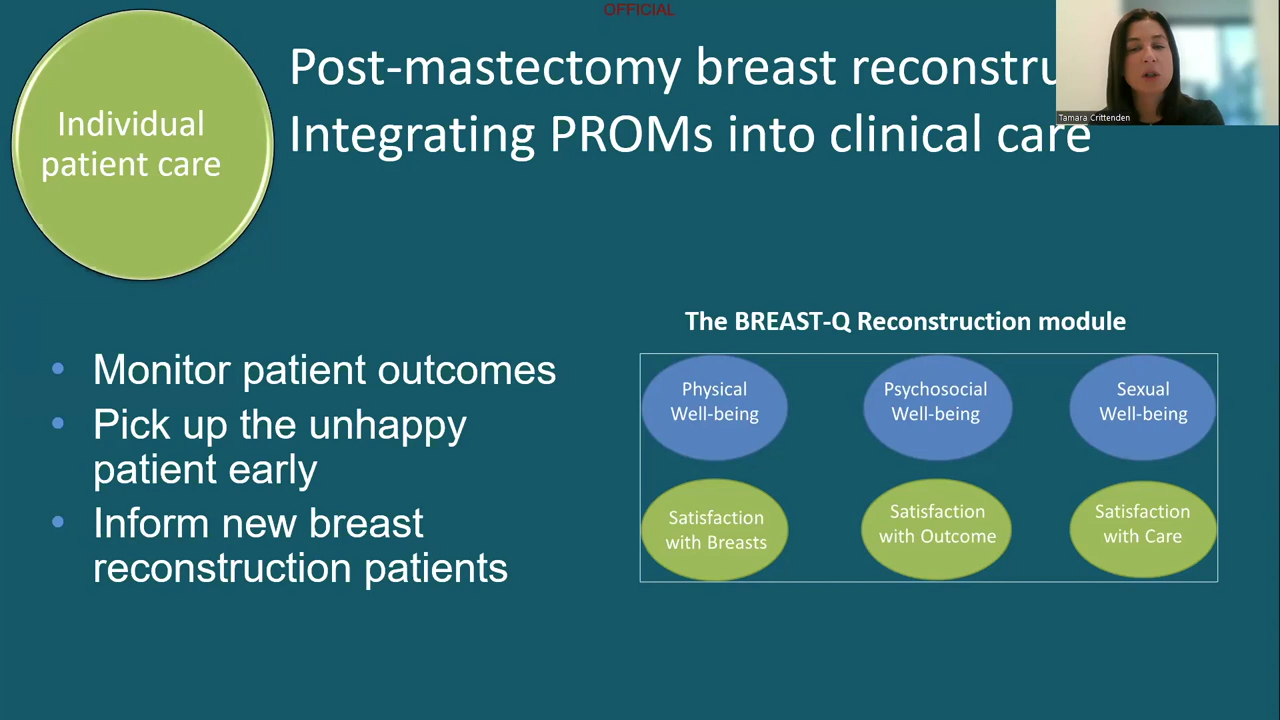 OFFICIAL
Individual
patient care
Post-mastectomy breast reconstru
Integrating PROMs into clinical care
Tamara Crittenden
• Monitor patient outcomes
• Pick up the unhappy
patient early
• Inform new breast
reconstruction patients
The BREAST-Q Reconstruction module
Physical
Well-being
Psychosocial
Well-being
Sexual
Well-being
Satisfaction
with Breasts
Satisfaction
with Outcome
Satisfaction
with Care